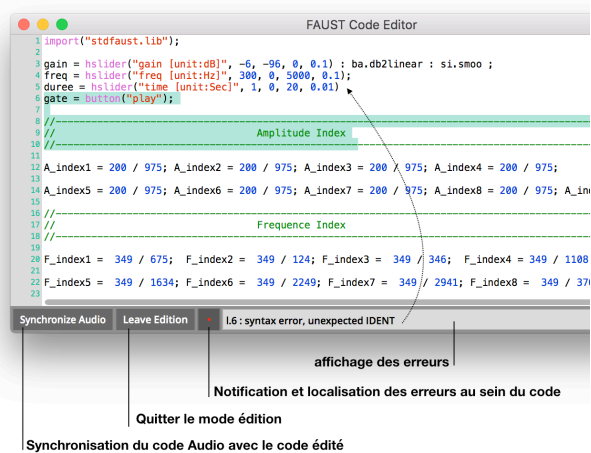 FAUST Code Editor
1 import("stdfaust.lib");
2
3 gain = hslider("gain [unit:dB]", -6, -96, 0, 0.1) : ba.db2linear : si.smoo ;
4 freq = hslider("freq [unit:Hz]", 300, 0, 5000, 0.1);
5 duree = hslider("time [unit:Sec]", 1, 0, 20, 0.01)
6 gate = button("play");
7
8 //--------------------------------------------------------
9 // Amplitude Index
10 //--------------------------------------------------------
11
12 A_index1 = 200 / 975; A_index2 = 200 / 975; A_index3 = 200 / 975; A_index4 = 200 / 975;
13
14 A_index5 = 200 / 975; A_index6 = 200 / 975; A_index7 = 200 / 975; A_index8 = 200 / 975; A_in
15
16 //--------------------------------------------------------
17 // Frequence Index
18 //--------------------------------------------------------
19
20 F_index1 = 349 / 675; F_index2 = 349 / 124; F_index3 = 349 / 346; F_index4 = 349 / 1108
21
22 F_index5 = 349 / 1634; F_index6 = 349 / 2249; F_index7 = 349 / 2941; F_index8 = 349 / 370
23
Synchronize Audio Leave Edition l.6 : syntax error, unexpected IDENT
affichage des erreurs
Notification et localisation des erreurs au sein du code
Quitter le mode édition
Synchronisation du code Audio avec le code édité